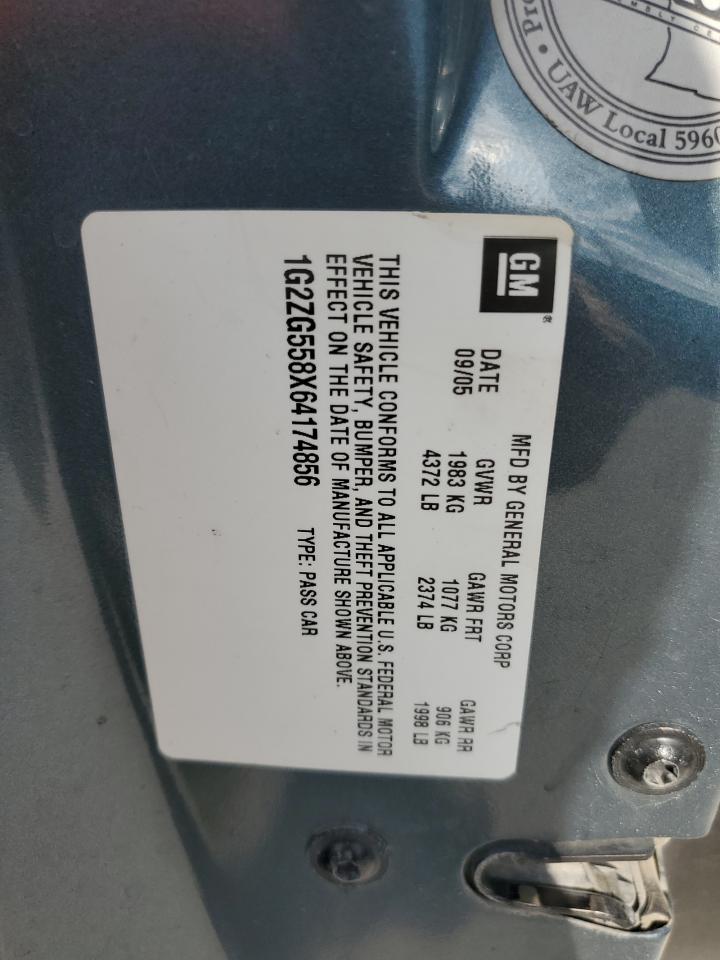 GM
®
MFD BY GENERAL MOTORS CORP
DATE GVWR GAWR FRT GAWR RR
09/05 1983 KG 1077 KG 906 KG
4372 LB 2374 LB 1998 LB
THIS VEHICLE CONFORMS TO ALL APPLICABLE U.S. FEDERAL MOTOR
VEHICLE SAFETY, BUMPER, AND THEFT PREVENTION STANDARDS IN
EFFECT ON THE DATE OF MANUFACTURE SHOWN ABOVE.
1G2ZG558X64174856 TYPE: PASS CAR
• UAW Local 5960